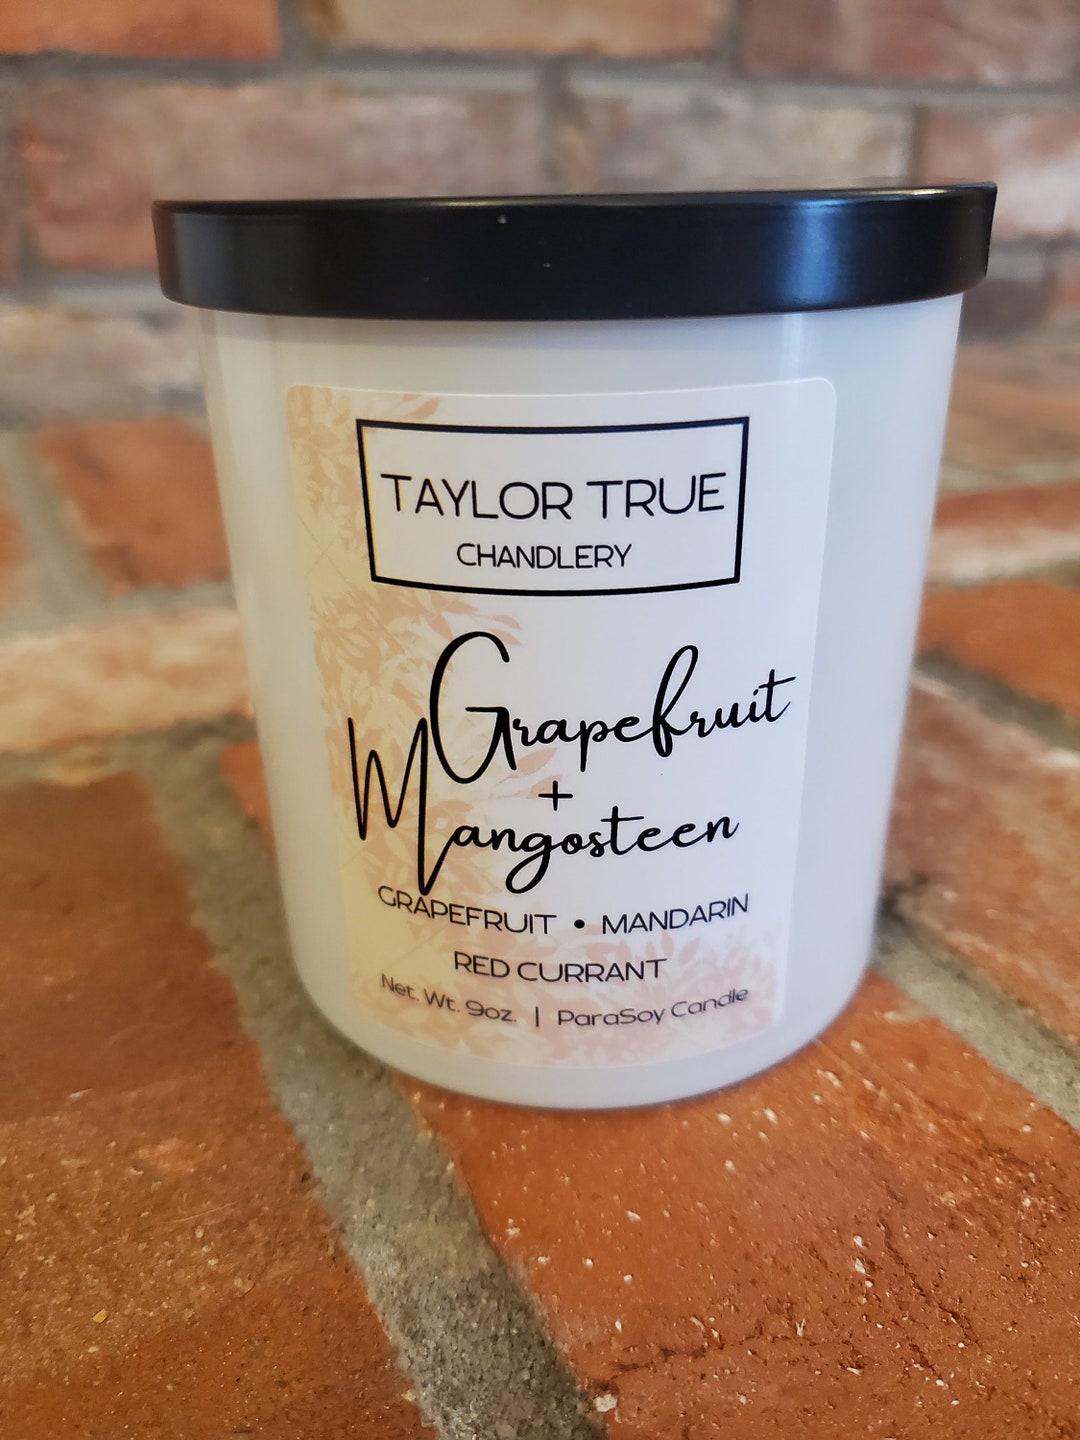 TAYLOR TRUE
CHANDLERY
Grapefruit
+
Mangosteen
GRAPEFRUIT • MANDARIN
RED CURRANT
Net. Wt. 9oz. | ParaSoy Candle